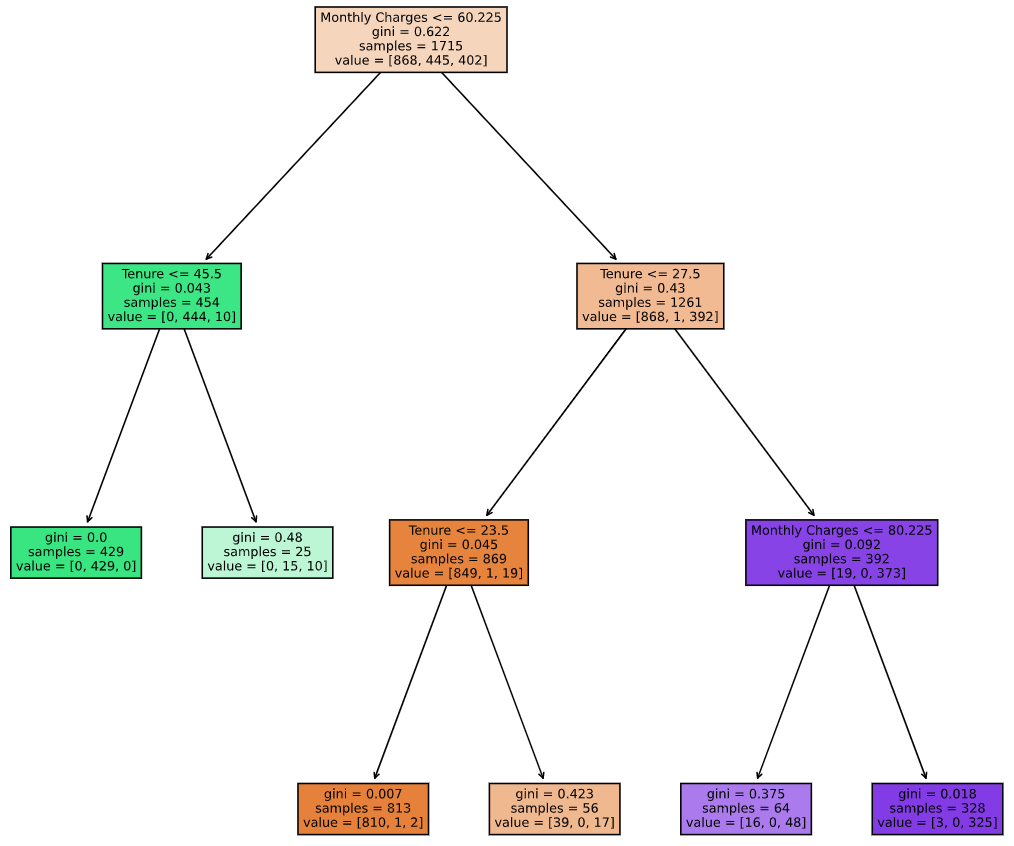 Monthly Charges <= 60.225
gini = 0.622
samples = 1715
value = [868, 445, 402]
Tenure <= 45.5
gini = 0.043
samples = 454
value = [0, 444, 10]
Tenure <= 27.5
gini = 0.43
samples = 1261
value = [868, 1, 392]
gini = 0.0
samples = 429
value = [0, 429, 0]
gini = 0.48
samples = 25
value = [0, 15, 10]
Tenure <= 23.5
gini = 0.045
samples = 869
value = [849, 1, 19]
Monthly Charges <= 80.225
gini = 0.092
samples = 392
value = [19, 0, 373]
gini = 0.007
samples = 813
value = [810, 1, 2]
gini = 0.423
samples = 56
value = [39, 0, 17]
gini = 0.375
samples = 64
value = [16, 0, 48]
gini = 0.018
samples = 328
value = [3, 0, 325]